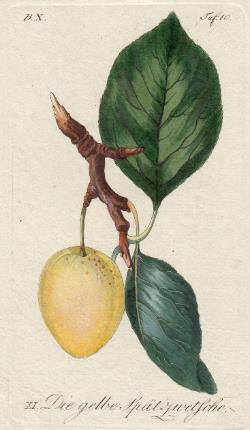 B. X. Taf. 10.
II. Die gelbe Spät-zwetsche.